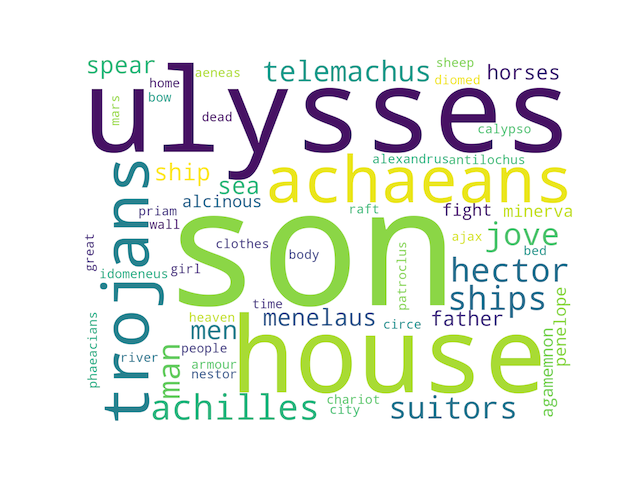 spear
ulysses
aeneas
home
bow
mars
dead
telemachus
sheep
diomed
horses
calypso
alexandrus
antilochus
trojans
ship
sea
achaeans
alcinous
priam
wall
son
raft
fight
minerva
ajax
jove
bed
great
idomeneus
girl
clothes
body
patroclus
hector
ships
penelope
phaeacians
river
heaven
time
men
menelaus
circe
father
people
man
armour
nestor
house
agamemnon
achilles
chariot
city
suitors